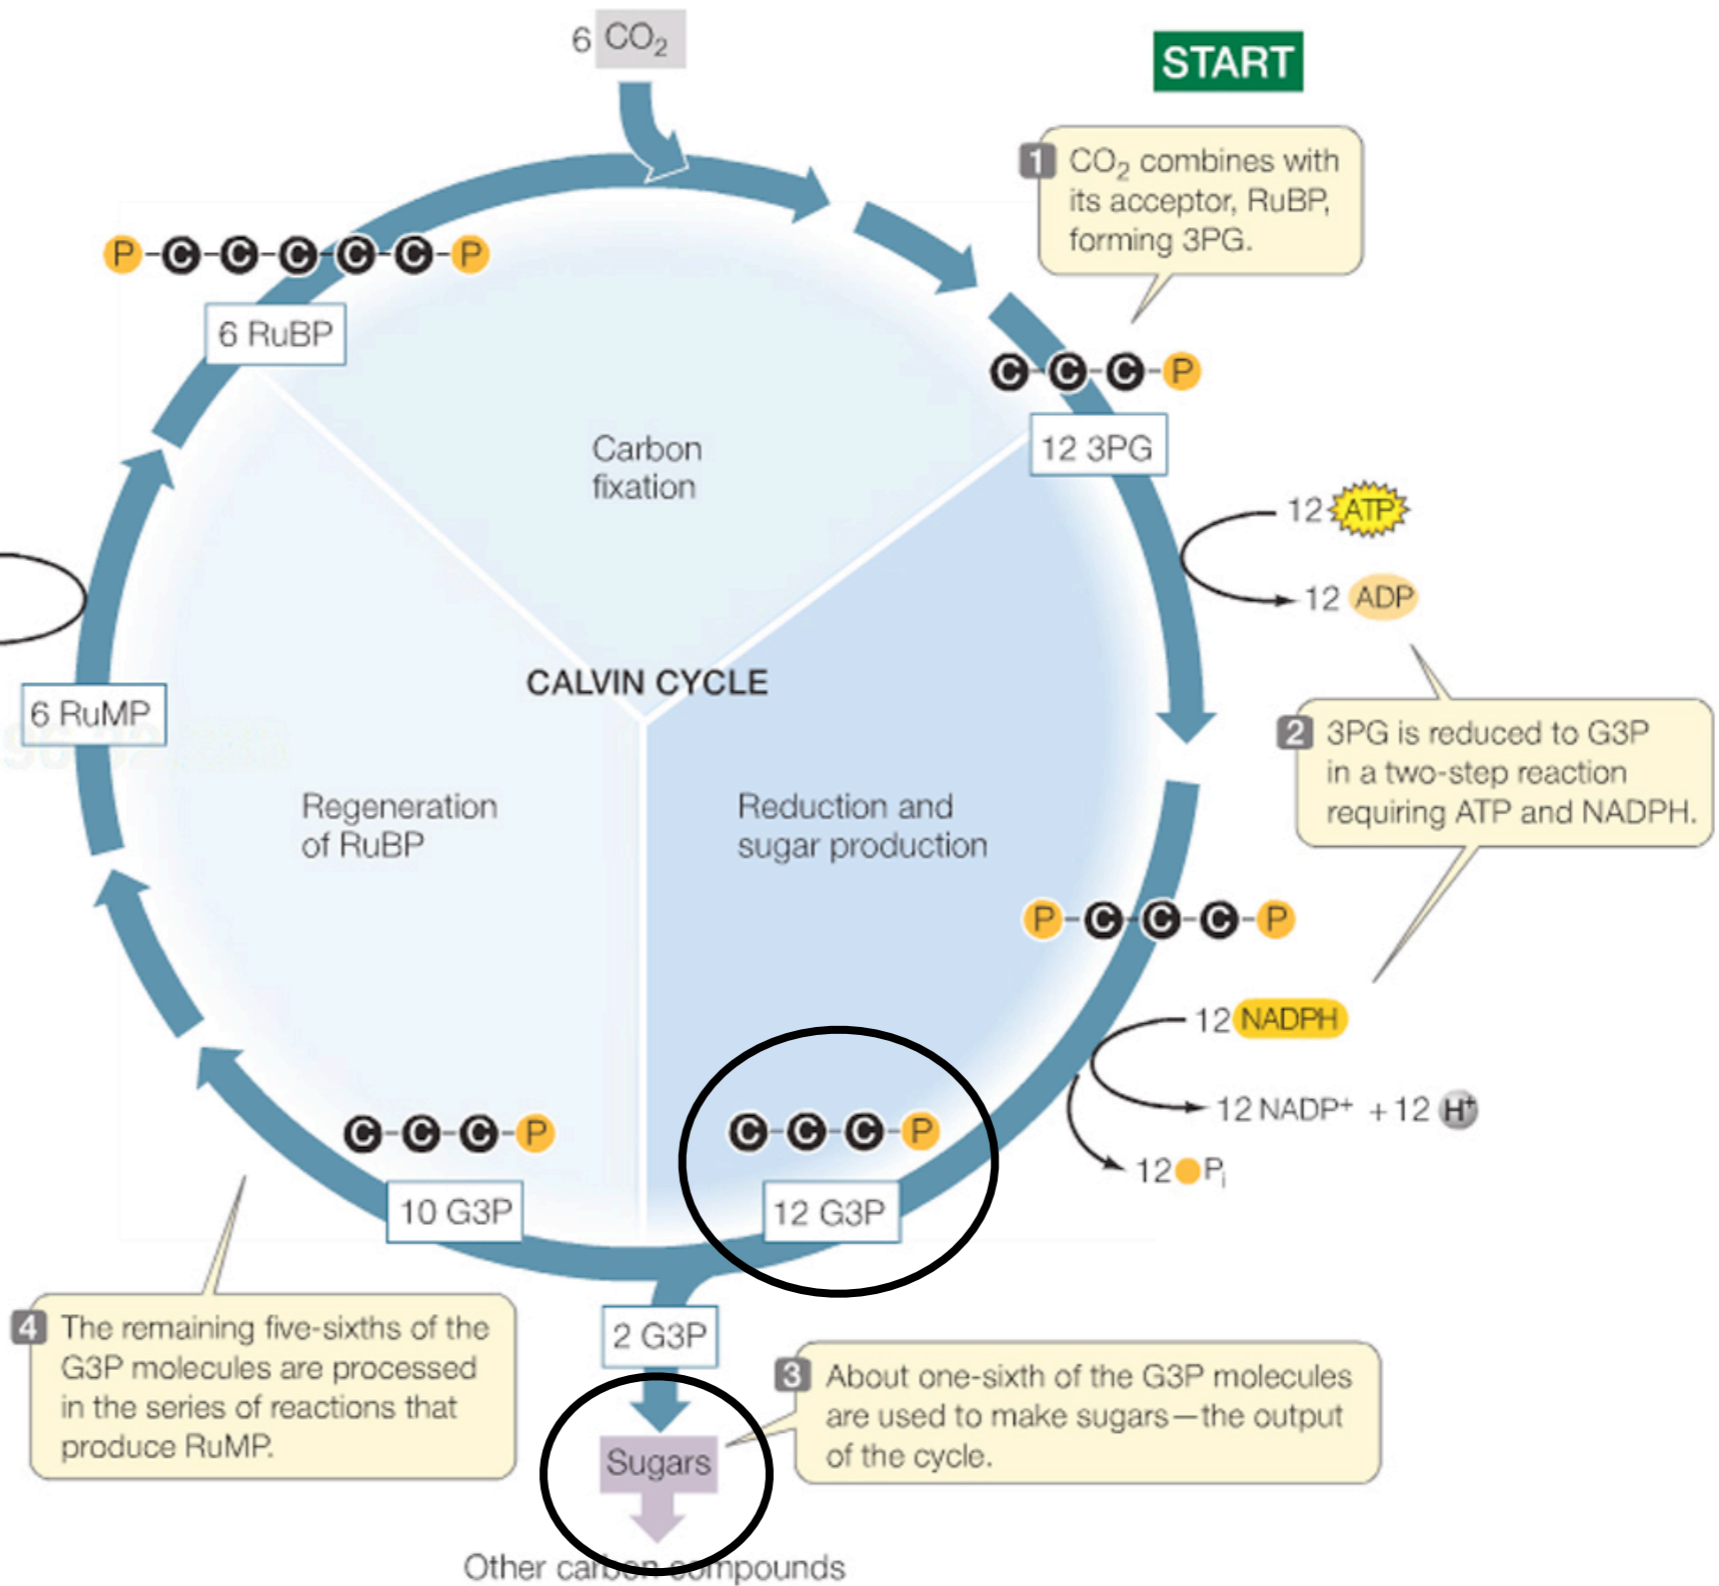 6 CO₂
START
1 CO₂ combines with
its acceptor, RuBP,
forming 3PG.
P-C-C-C-C-C-P
6 RuBP
C-C-C-P
12 3PG
Carbon
fixation
12 ATP
12 ADP
CALVIN CYCLE
6 RuMP
2 3PG is reduced to G3P
in a two-step reaction
requiring ATP and NADPH.
Regeneration
of RuBP
Reduction and
sugar production
P-C-C-C-P
12 NADPH
12 NADP⁺ + 12 H⁺
12 Pᵢ
C-C-C-P
10 G3P
C-C-C-P
12 G3P
2 G3P
4 The remaining five-sixths of the
G3P molecules are processed
in the series of reactions that
produce RuMP.
3 About one-sixth of the G3P molecules
are used to make sugars—the output
of the cycle.
Sugars
Other carbon compounds